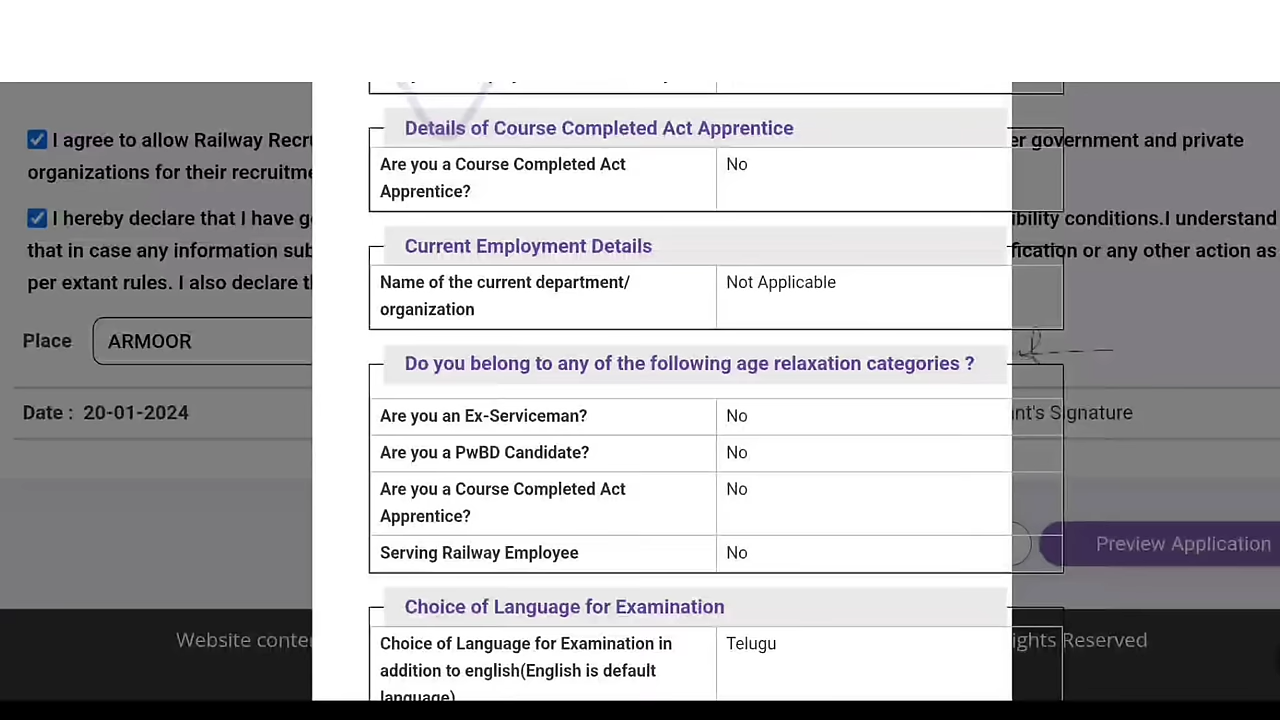 Details of Course Completed Act Apprentice
Are you a Course Completed Act No
Apprentice?
Current Employment Details
Name of the current department/ Not Applicable
organization
Do you belong to any of the following age relaxation categories ?
Are you an Ex-Serviceman? No
Are you a PwBD Candidate? No
Are you a Course Completed Act No
Apprentice?
Serving Railway Employee No
Choice of Language for Examination
Choice of Language for Examination in Telugu
addition to english(English is default
language)
I agree to allow Railway Recr
er government and private
organizations for their recruitme
I hereby declare that I have g
ibility conditions.I understand
that in case any information sub
fication or any other action as
per extant rules. I also declare t
Place ARMOOR
Date : 20-01-2024
nt's Signature
Preview Application
Website conte
ights Reserved